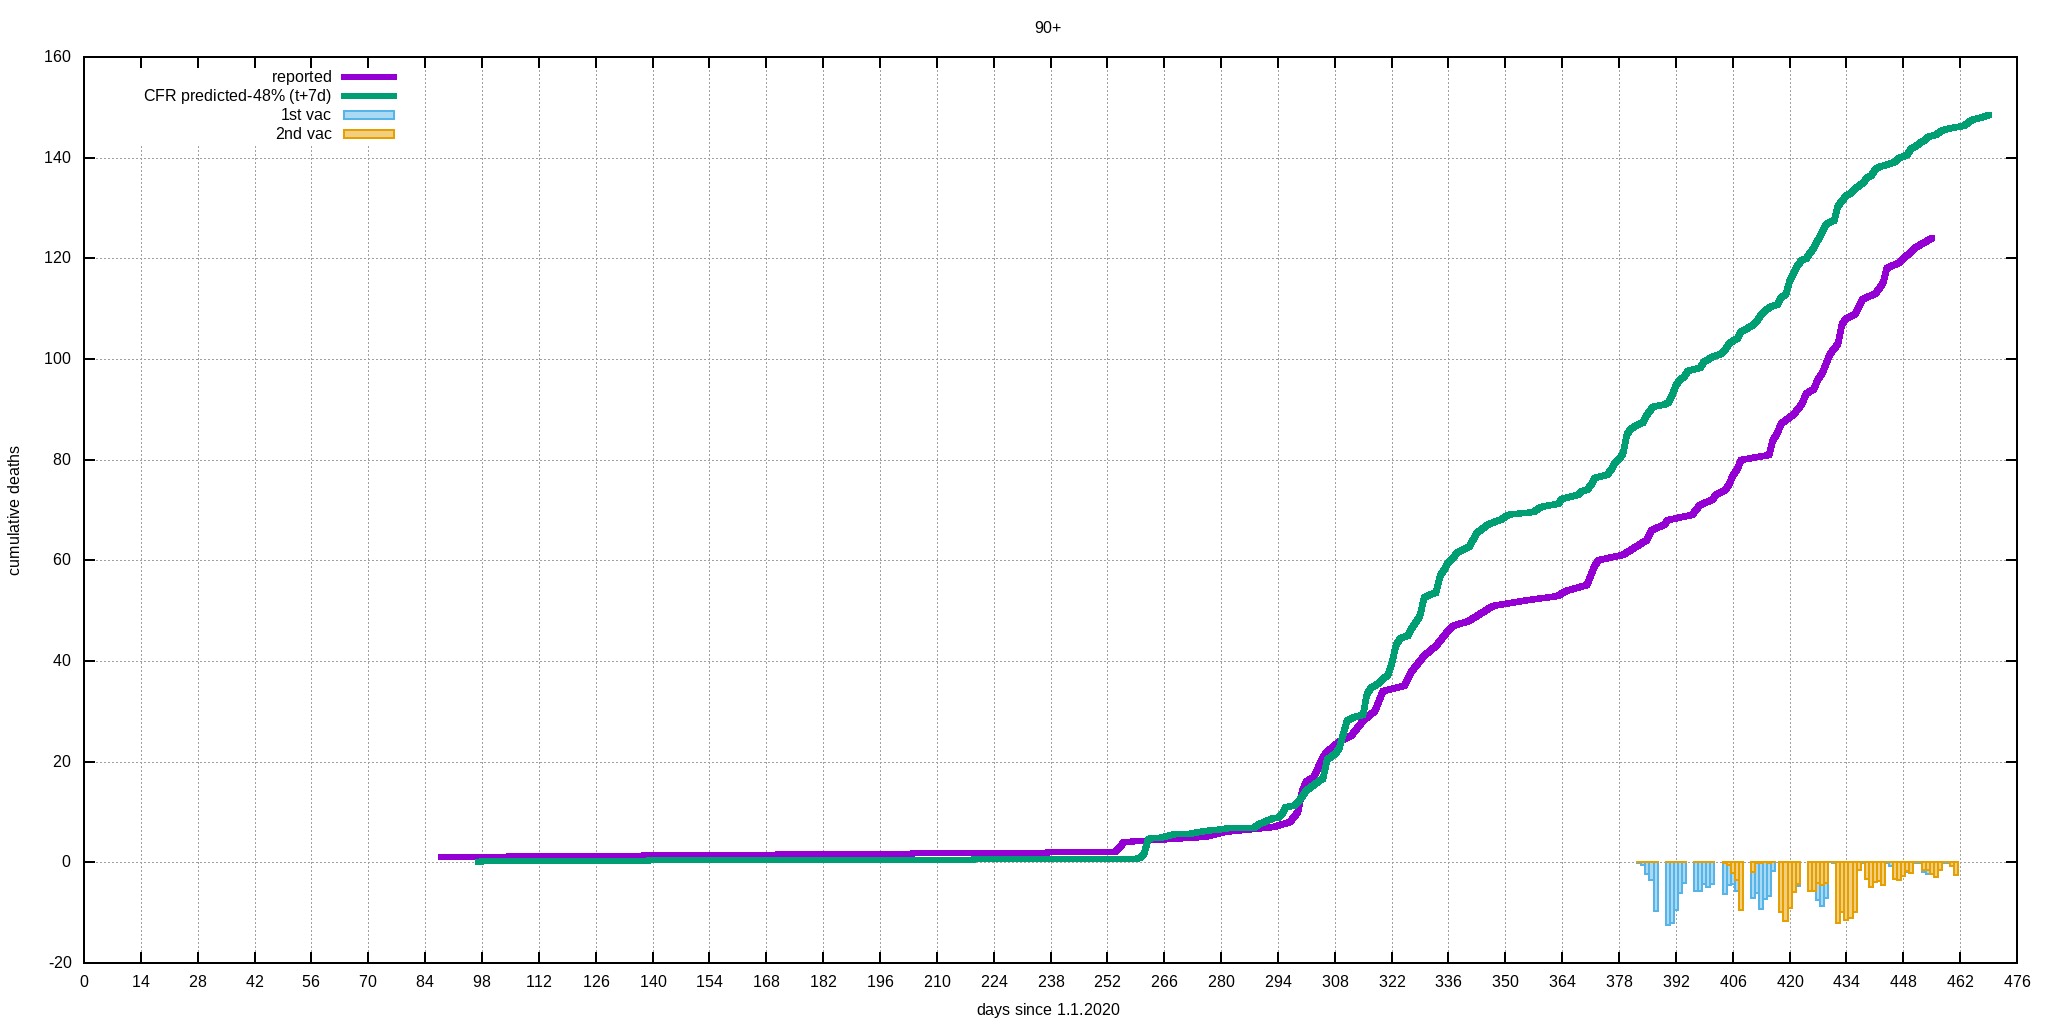 90+
160
140
120
100
80
60
40
20
0
-20
reported
CFR predicted-48% (t+7d)
1st vac
2nd vac
cumulative deaths
0 14 28 42 56 70 84 98 112 126 140 154 168 182 196 210 224 238 252 266 280 294 308 322 336 350 364 378 392 406 420 434 448 462 476
days since 1.1.2020